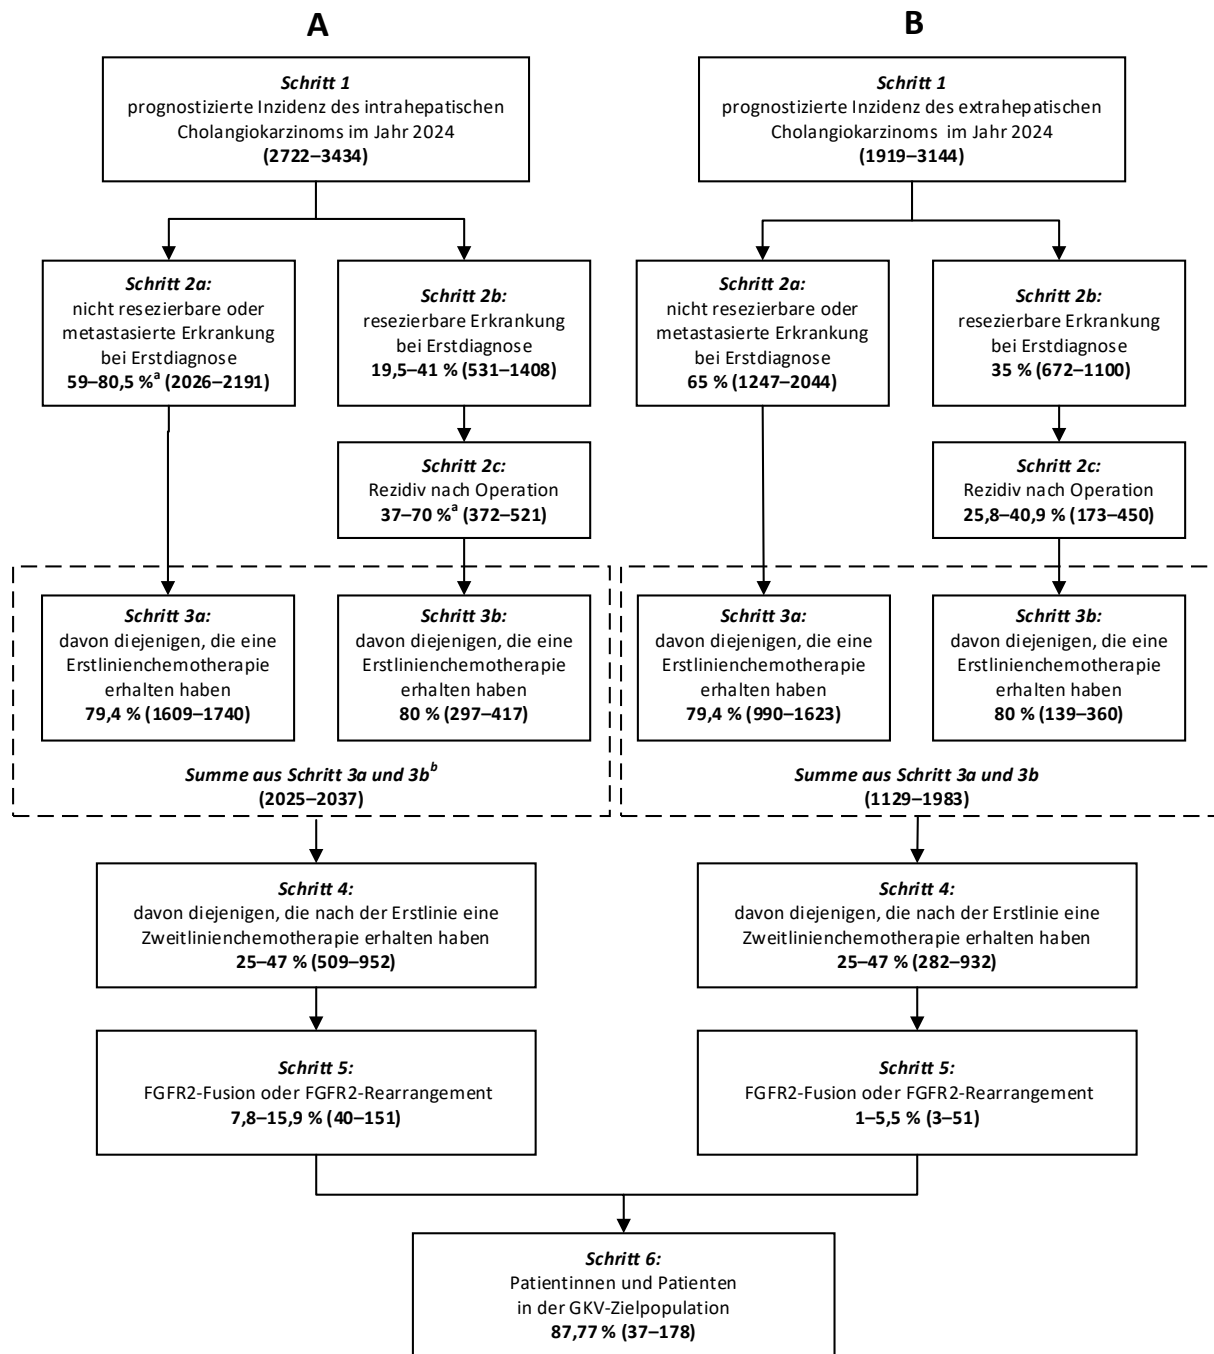 A
Schritt 1
prognostizierte Inzidenz des intrahepatischen
Cholangiokarzinoms im Jahr 2024
(2722–3434)
Schritt 2a:
nicht resezierbare oder
metastasierte Erkrankung
bei Erstdiagnose
59–80,5 %a (2026–2191)
Schritt 2b:
resezierbare Erkrankung
bei Erstdiagnose
19,5–41 % (531–1408)
Schritt 2c:
Rezidiv nach Operation
37–70 %a (372–521)
Schritt 3a:
davon diejenigen, die eine
Erstlinienchemotherapie
erhalten haben
79,4 % (1609–1740)
Schritt 3b:
davon diejenigen, die eine
Erstlinienchemotherapie
erhalten haben
80 % (297–417)
Summe aus Schritt 3a und 3b b
(2025–2037)
Schritt 4:
davon diejenigen, die nach der Erstlinie eine
Zweitlinienchemotherapie erhalten haben
25–47 % (509–952)
Schritt 5:
FGFR2-Fusion oder FGFR2-Rearrangement
7,8–15,9 % (40–151)
B
Schritt 1
prognostizierte Inzidenz des extrahepatischen
Cholangiokarzinoms im Jahr 2024
(1919–3144)
Schritt 2a:
nicht resezierbare oder
metastasierte Erkrankung
bei Erstdiagnose
65 % (1247–2044)
Schritt 2b:
resezierbare Erkrankung
bei Erstdiagnose
35 % (672–1100)
Schritt 2c:
Rezidiv nach Operation
25,8–40,9 % (173–450)
Schritt 3a:
davon diejenigen, die eine
Erstlinienchemotherapie
erhalten haben
79,4 % (990–1623)
Schritt 3b:
davon diejenigen, die eine
Erstlinienchemotherapie
erhalten haben
80 % (139–360)
Summe aus Schritt 3a und 3b
(1129–1983)
Schritt 4:
davon diejenigen, die nach der Erstlinie eine
Zweitlinienchemotherapie erhalten haben
25–47 % (282–932)
Schritt 5:
FGFR2-Fusion oder FGFR2-Rearrangement
1–5,5 % (3–51)
Schritt 6:
Patientinnen und Patienten
in der GKV-Zielpopulation
87,77 % (37–178)